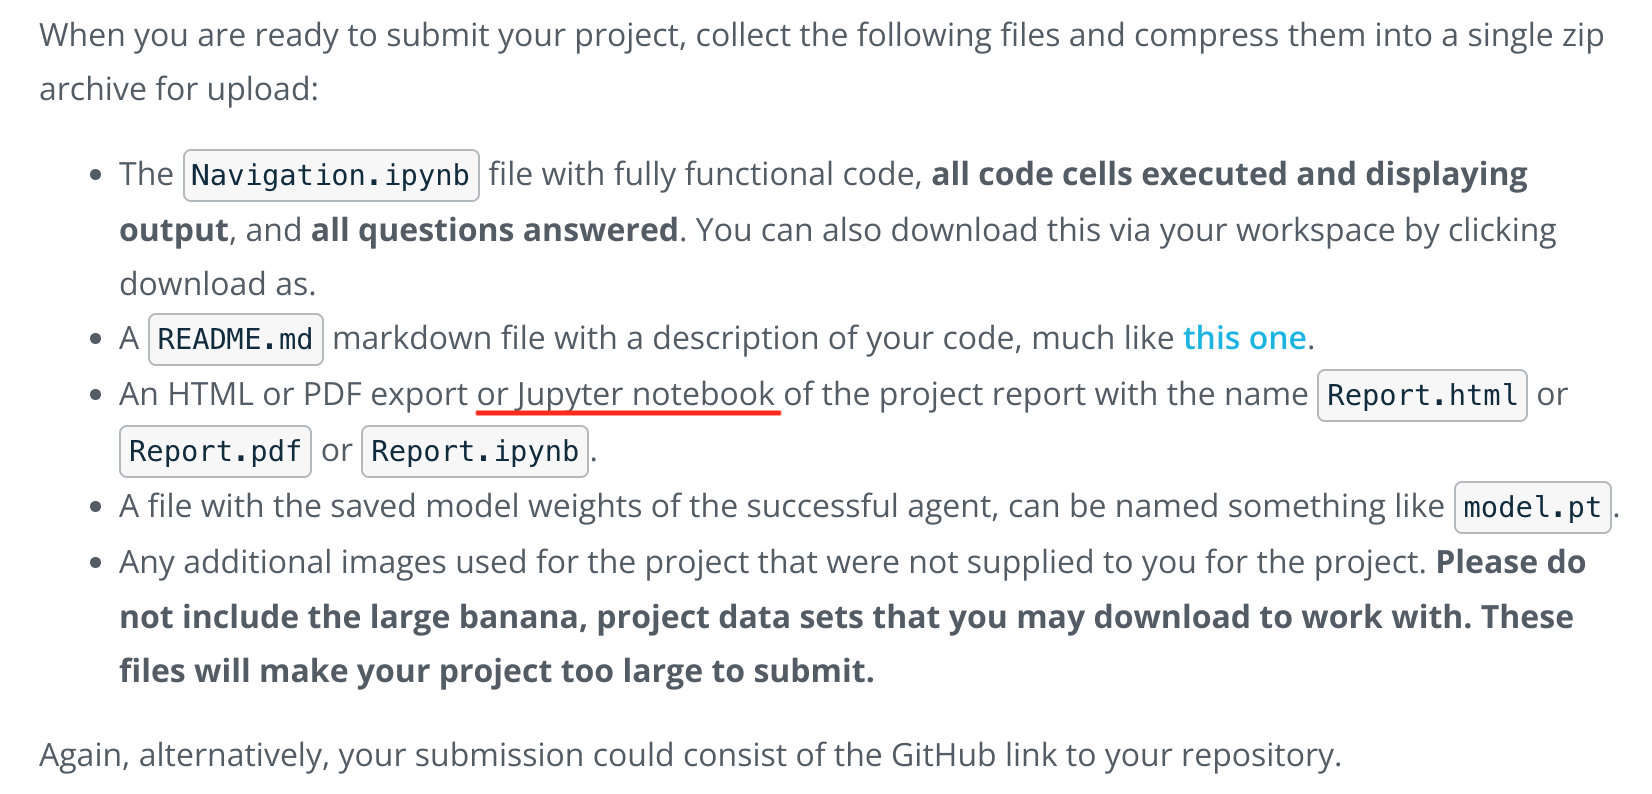 When you are ready to submit your project, collect the following files and compress them into a single zip
archive for upload:
• The Navigation.ipynb file with fully functional code, all code cells executed and displaying
output, and all questions answered. You can also download this via your workspace by clicking
download as.
• A README.md markdown file with a description of your code, much like this one.
• An HTML or PDF export or Jupyter notebook of the project report with the name Report.html or
Report.pdf or Report.ipynb.
• A file with the saved model weights of the successful agent, can be named something like model.pt.
• Any additional images used for the project that were not supplied to you for the project. Please do
not include the large banana, project data sets that you may download to work with. These
files will make your project too large to submit.
Again, alternatively, your submission could consist of the GitHub link to your repository.